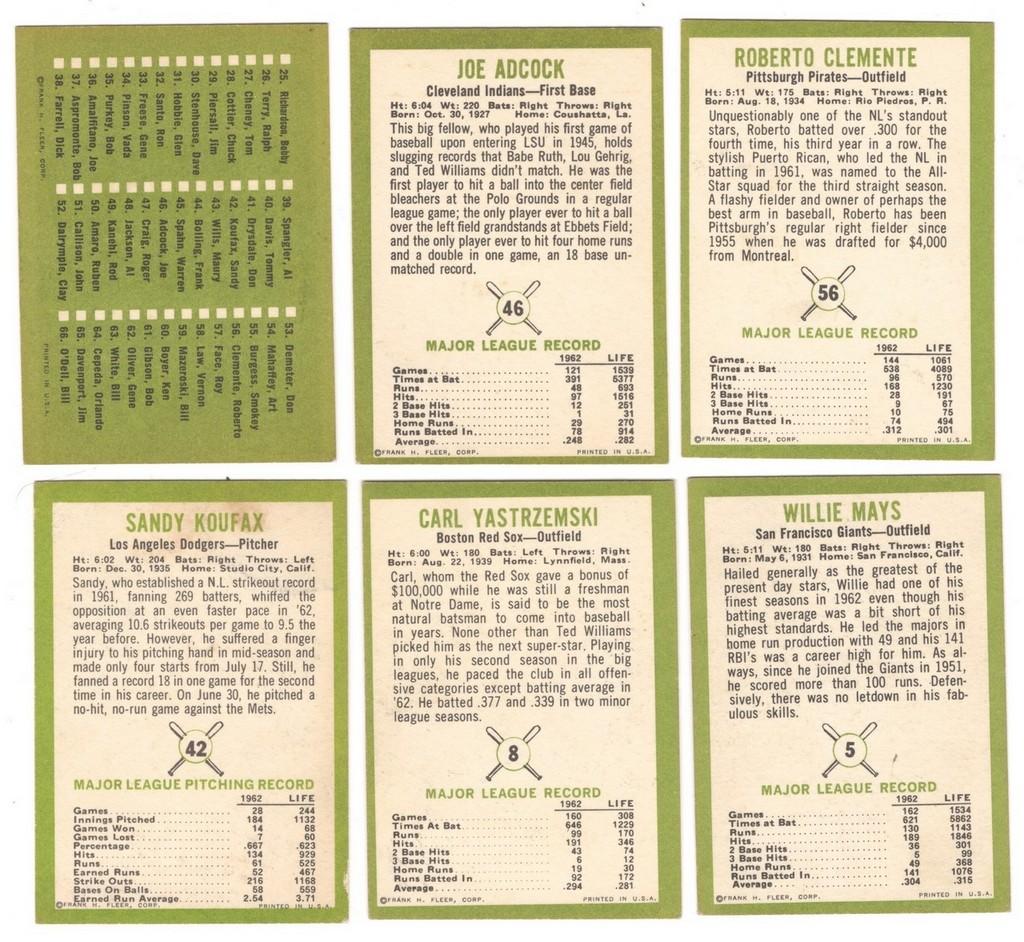 25. Richardson, Bobby
26. Terry, Ralph
27. Cheney, Tom
28. Cottier, Chuck
29. Piersall, Jim
30. Stenhouse, Dave
31. Hobbie, Glen
32. Santo, Ron
33. Freese, Gene
34. Pinson, Vada
35. Purkey, Bob
36. Amalfitano, Joe
37. Aspromonte, Bob
38. Farrell, Dick
39. Spangler, Al
40. Davis, Tommy
41. Drysdale, Don
42. Koufax, Sandy
43. Wills, Maury
44. Bolling, Frank
45. Spahn, Warren
46. Adcock, Joe
47. Craig, Roger
48. Jackson, Al
49. Kanehl, Rod
50. Amaro, Ruben
51. Callison, John
52. Dalrymple, Clay
53. Demeter, Don
54. Mahaffey, Art
55. Burgess, Smokey
56. Clemente, Roberto
57. Face, Roy
58. Law, Vernon
59. Mazeroski, Bill
60. Boyer, Ken
61. Gibson, Bob
62. Oliver, Gene
63. White, Bill
64. Cepeda, Orlando
65. Davenport, Jim
66. O'Dell, Bill
©FRANK H. FLEER, CORP. PRINTED IN U.S.A.
JOE ADCOCK
Cleveland Indians—First Base
Ht: 6:04 Wt: 220 Bats: Right Throws: Right
Born: Oct. 30, 1927 Home: Coushatta, La.
This big fellow, who played his first game of
baseball upon entering LSU in 1945, holds
slugging records that Babe Ruth, Lou Gehrig,
and Ted Williams didn't match. He was the
first player to hit a ball into the center field
bleachers at the Polo Grounds in a regular
league game; the only player ever to hit a ball
over the left field grandstands at Ebbets Field;
and the only player ever to hit four home runs
and a double in one game, an 18 base un-
matched record.
46
MAJOR LEAGUE RECORD
1962 LIFE
Games 121 1539
Times at Bat 391 5377
Runs 48 693
Hits 97 1516
2 Base Hits 12 251
3 Base Hits 1 31
Home Runs 29 270
Runs Batted In 78 914
Average .248 .282
©FRANK H. FLEER, CORP. PRINTED IN U.S.A.
ROBERTO CLEMENTE
Pittsburgh Pirates—Outfield
Ht: 5:11 Wt: 175 Bats: Right Throws: Right
Born: Aug. 18, 1934 Home: Rio Piedros, P. R.
Unquestionably one of the NL's standout
stars, Roberto batted over .300 for the
fourth time, his third year in a row. The
stylish Puerto Rican, who led the NL in
batting in 1961, was named to the All-
Star squad for the third straight season.
A flashy fielder and owner of perhaps the
best arm in baseball, Roberto has been
Pittsburgh's regular right fielder since
1955 when he was drafted for $4,000
from Montreal.
56
MAJOR LEAGUE RECORD
1962 LIFE
Games 144 1061
Times at Bat 538 4089
Runs 96 570
Hits 168 1230
2 Base Hits 28 191
3 Base Hits 9 67
Home Runs 10 75
Runs Batted In 74 494
Average .312 .301
©FRANK H. FLEER, CORP. PRINTED IN U.S.A.
SANDY KOUFAX
Los Angeles Dodgers—Pitcher
Ht: 6:02 Wt: 204 Bats: Right Throws: Left
Born: Dec. 30, 1935 Home: Studio City, Calif.
Sandy, who established a N.L. strikeout record
in 1961, fanning 269 batters, whiffed the
opposition at an even faster pace in '62,
averaging 10.6 strikeouts per game to 9.5 the
year before. However, he suffered a finger
injury to his pitching hand in mid-season and
made only four starts from July 17. Still, he
fanned a record 18 in one game for the second
time in his career. On June 30, he pitched a
no-hit, no-run game against the Mets.
42
MAJOR LEAGUE PITCHING RECORD
1962 LIFE
Games 28 244
Innings Pitched 184 1132
Games Won 14 68
Games Lost 7 60
Percentage .667 .623
Hits 134 929
Runs 61 525
Earned Runs 52 467
Strike Outs 216 1168
Bases On Balls 58 559
Earned Run Average 2.54 3.71
©FRANK H. FLEER, CORP. PRINTED IN U.S.A.
CARL YASTRZEMSKI
Boston Red Sox—Outfield
Ht: 6:00 Wt: 180 Bats: Left Throws: Right
Born: Aug. 22, 1939 Home: Lynnfield, Mass.
Carl, whom the Red Sox gave a bonus of
$100,000 while he was still a freshman
at Notre Dame, is said to be the most
natural batsman to come into baseball
in years. None other than Ted Williams
picked him as the next super-star. Playing
in only his second season in the big
leagues, he paced the club in all offen-
sive categories except batting average in
'62. He batted .377 and .339 in two minor
league seasons.
8
MAJOR LEAGUE RECORD
1962 LIFE
Games 160 308
Times At Bat 646 1229
Runs 99 170
Hits 191 346
2 Base Hits 43 74
3 Base Hits 6 12
Home Runs 19 30
Runs Batted In 92 172
Average .294 .281
©FRANK H. FLEER, CORP. PRINTED IN U.S.A.
WILLIE MAYS
San Francisco Giants—Outfield
Ht: 5:11 Wt: 180 Bats: Right Throws: Right
Born: May 6, 1931 Home: San Francisco, Calif.
Hailed generally as the greatest of the
present day stars, Willie had one of his
finest seasons in 1962 even though his
batting average was a bit short of his
highest standards. He led the majors in
home run production with 49 and his 141
RBI's was a career high for him. As al-
ways, since he joined the Giants in 1951,
he scored more than 100 runs. Defen-
sively, there was no letdown in his fab-
ulous skills.
5
MAJOR LEAGUE RECORD
1962 LIFE
Games 162 1534
Times at Bat 621 5862
Runs 130 1143
Hits 189 1846
2 Base Hits 36 301
3 Base Hits 5 99
Home Runs 49 368
Runs Batted In 141 1076
Average .304 .315
©FRANK H. FLEER, CORP. PRINTED IN U.S.A.